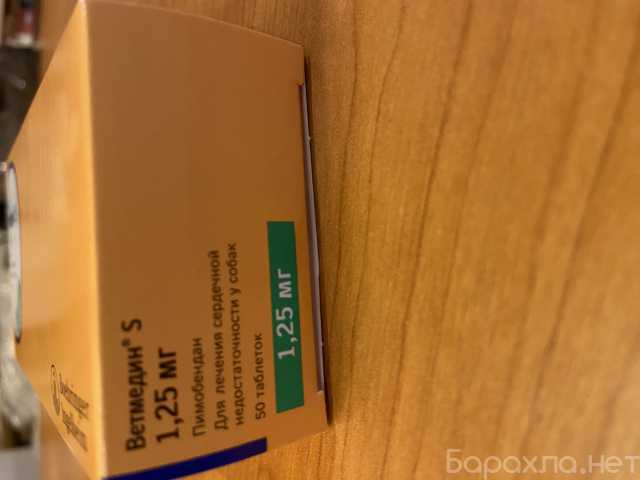 Ветмедин® S
1,25 мг
Пимобендан
Для лечения сердечной
недостаточности у собак
50 таблеток
1,25 мг
Барахла.нет